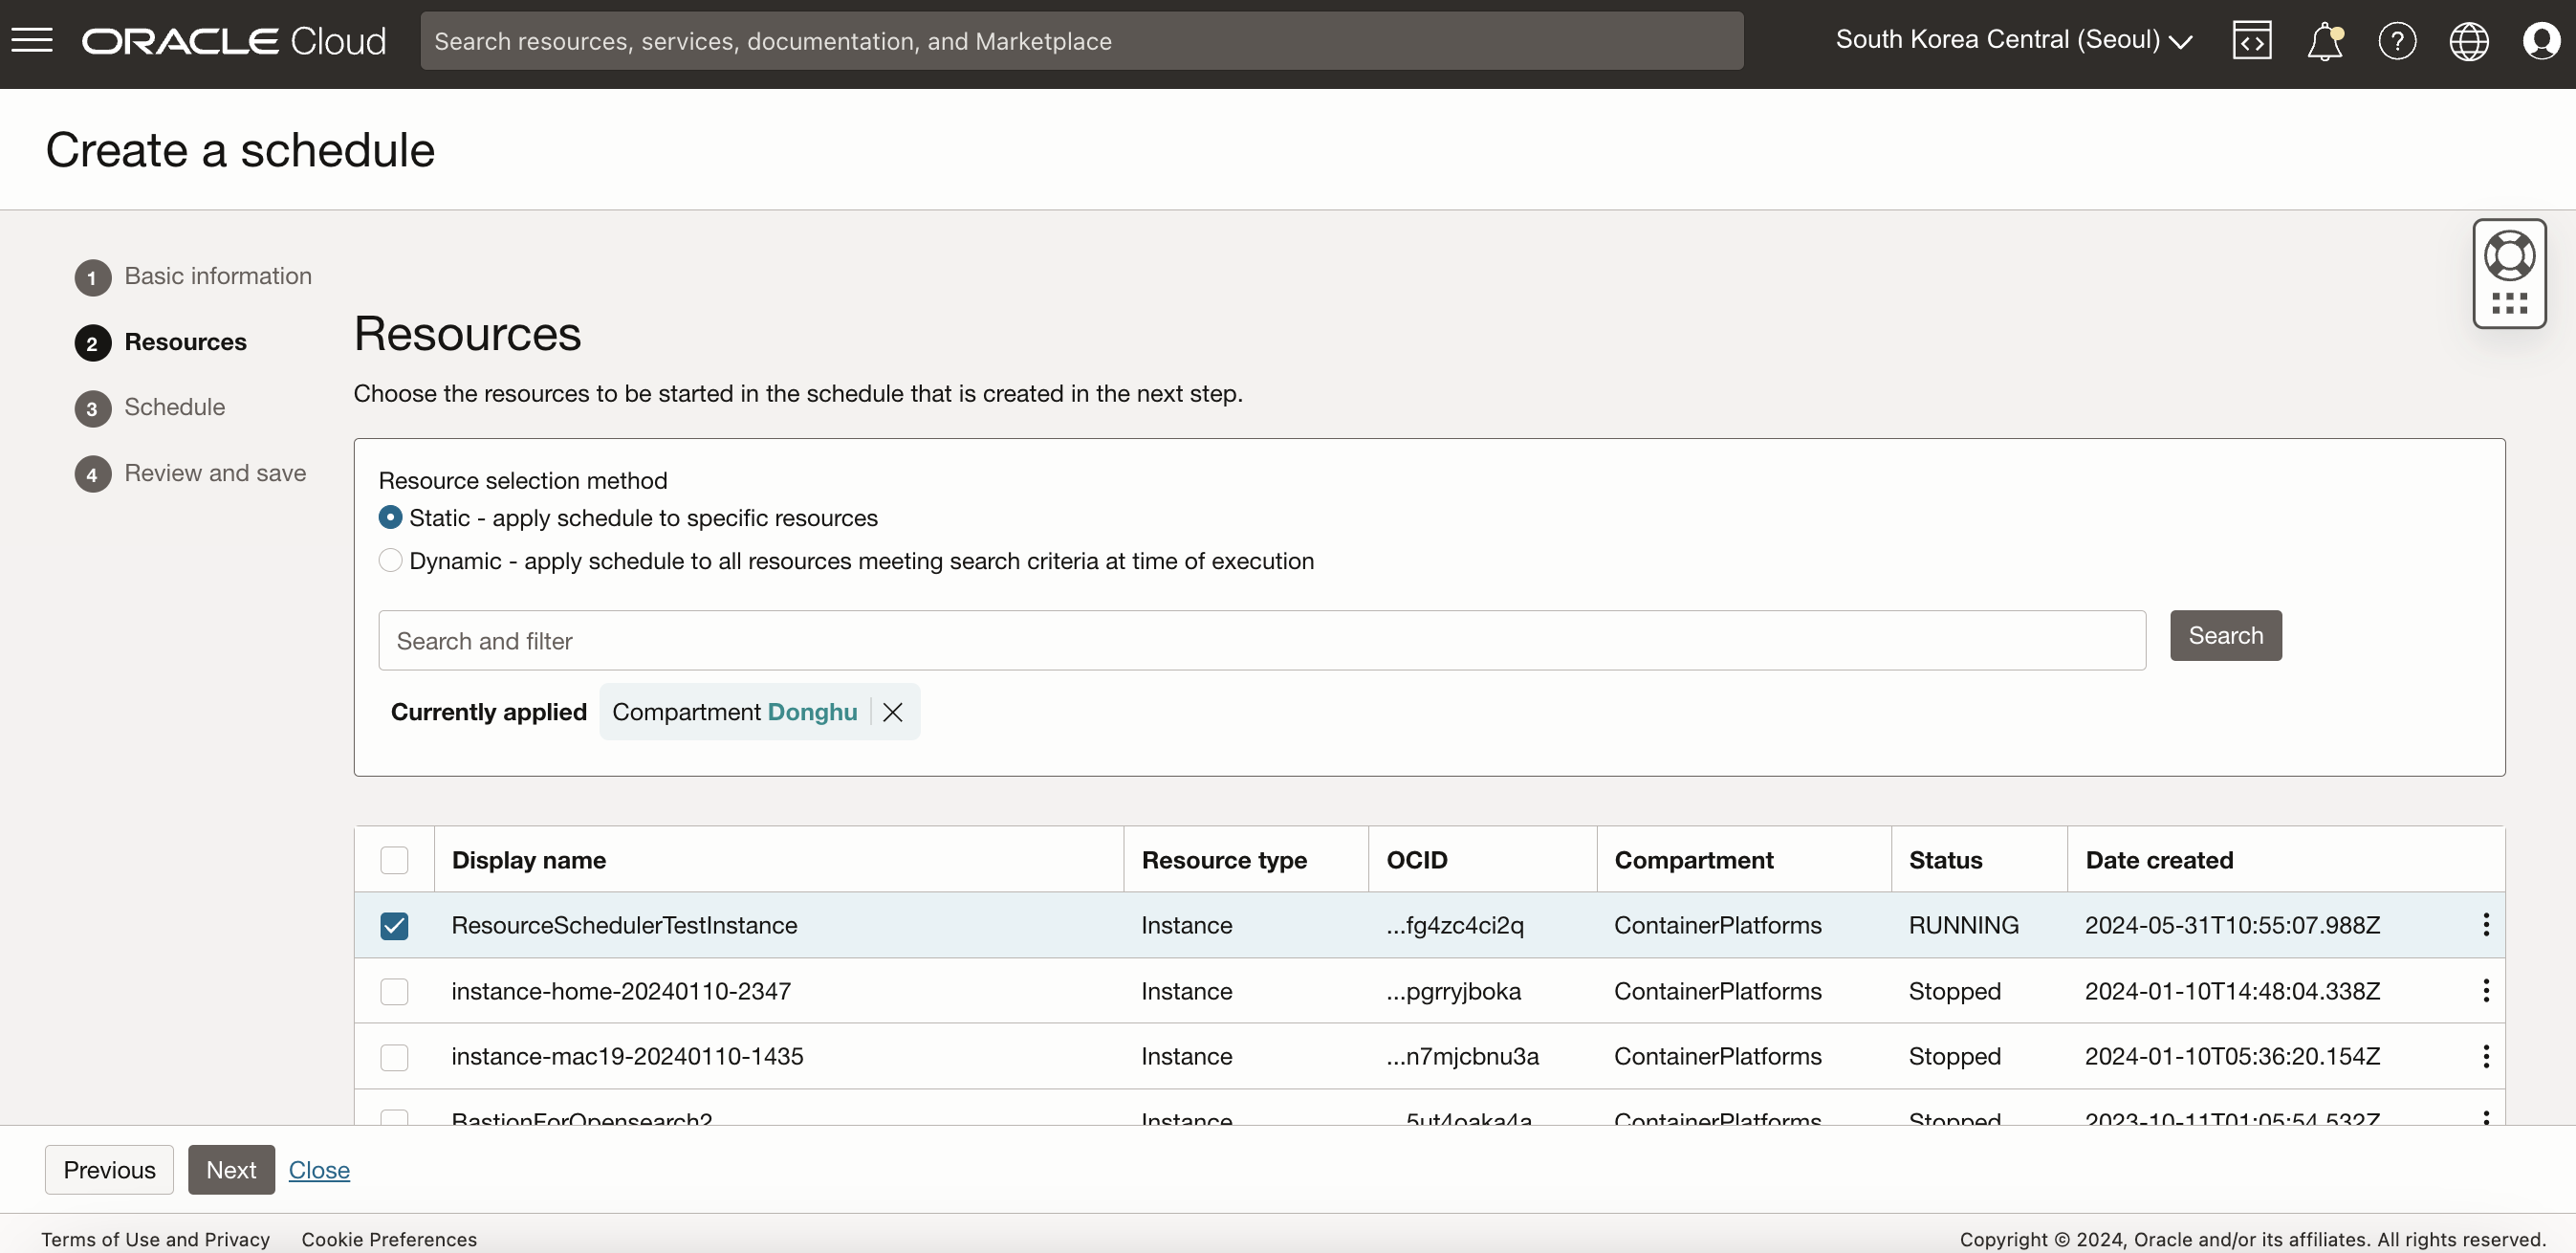 ORACLE Cloud
Search resources, services, documentation, and Marketplace
South Korea Central (Seoul)
Create a schedule
1 Basic information
2 Resources
3 Schedule
4 Review and save
Resources
Choose the resources to be started in the schedule that is created in the next step.
Resource selection method
Static - apply schedule to specific resources
Dynamic - apply schedule to all resources meeting search criteria at time of execution
Search and filter
Search
Currently applied Compartment Donghu
Display name Resource type OCID Compartment Status Date created
ResourceSchedulerTestInstance Instance ...fg4zc4ci2q ContainerPlatforms RUNNING 2024-05-31T10:55:07.988Z
instance-home-20240110-2347 Instance ...pgrryjboka ContainerPlatforms Stopped 2024-01-10T14:48:04.338Z
instance-mac19-20240110-1435 Instance ...n7mjcbnu3a ContainerPlatforms Stopped 2024-01-10T05:36:20.154Z
BastionForOpensearch2 Instance ...5ut4oaka4a ContainerPlatforms Stopped 2023-10-11T01:05:54.532Z
Previous Next Close
Terms of Use and Privacy Cookie Preferences
Copyright © 2024, Oracle and/or its affiliates. All rights reserved.